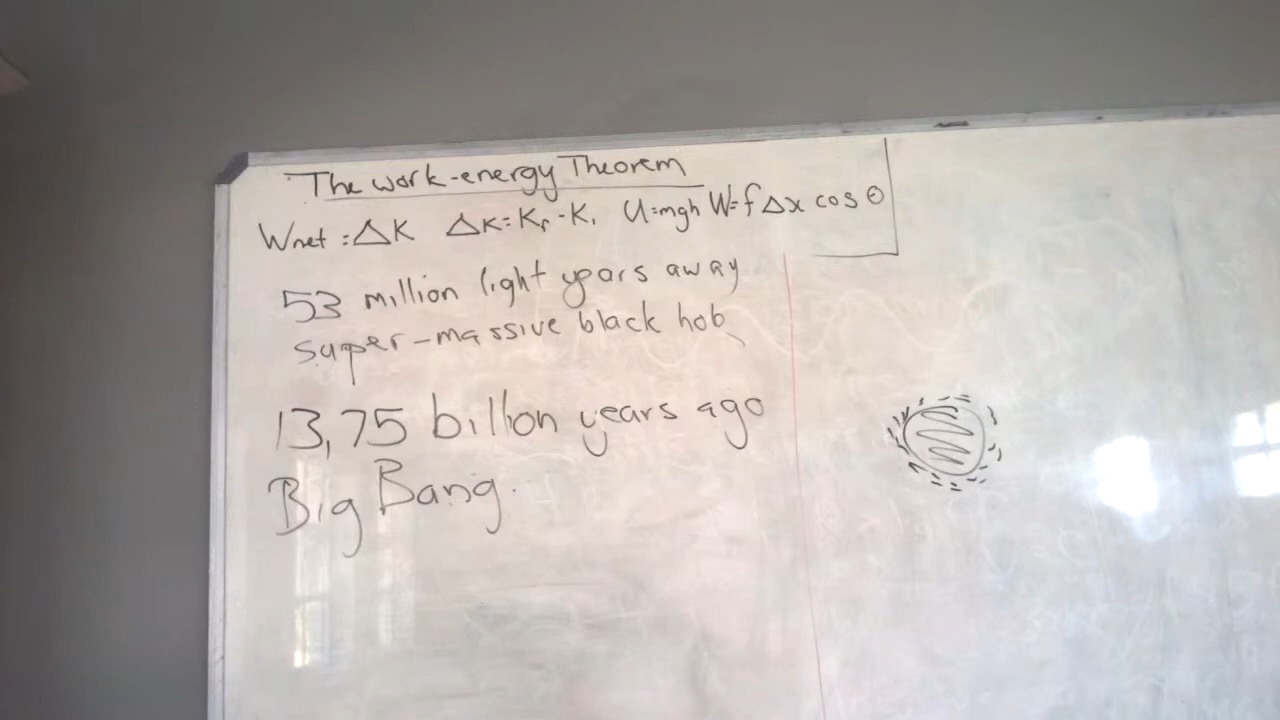 The work-energy Theorem
Wnet = ΔK ΔK = Kf - Ki U=mgh W=fΔx cos θ
53 million light years away
super-massive black hole
13,75 billion years ago
Big Bang.